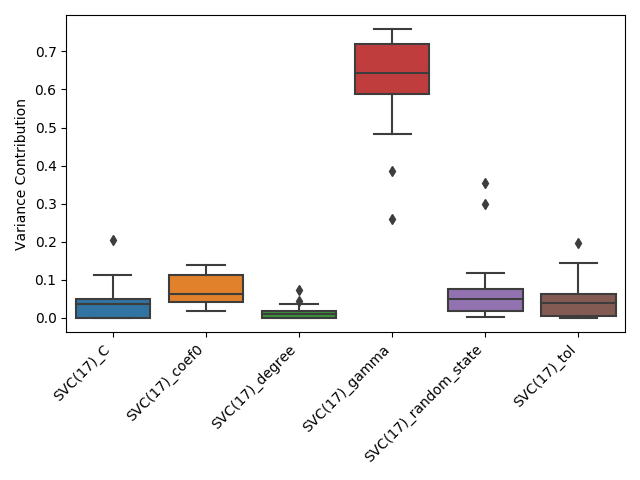 Variance Contribution
0.7
0.6
0.5
0.4
0.3
0.2
0.1
0.0
SVC(17)_C
SVC(17)_coef0
SVC(17)_degree
SVC(17)_gamma
SVC(17)_random_state
SVC(17)_tol